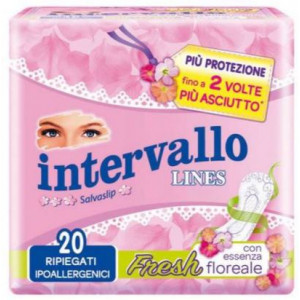 PIÙ PROTEZIONE
fino a 2 VOLTE
PIÙ ASCIUTTO*
intervallo
LINES
Salvaslip
20
RIPIEGATI
IPOALLERGENICI
Fresh
con
essenza
floreale